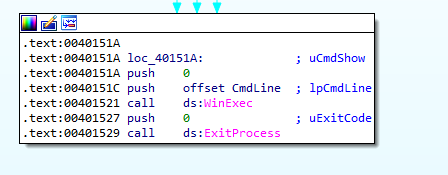 .text:0040151A
.text:0040151A loc_40151A: ; uCmdShow
.text:0040151A push 0
.text:0040151C push offset CmdLine ; lpCmdLine
.text:00401521 call ds:WinExec
.text:00401527 push 0 ; uExitCode
.text:00401529 call ds:ExitProcess